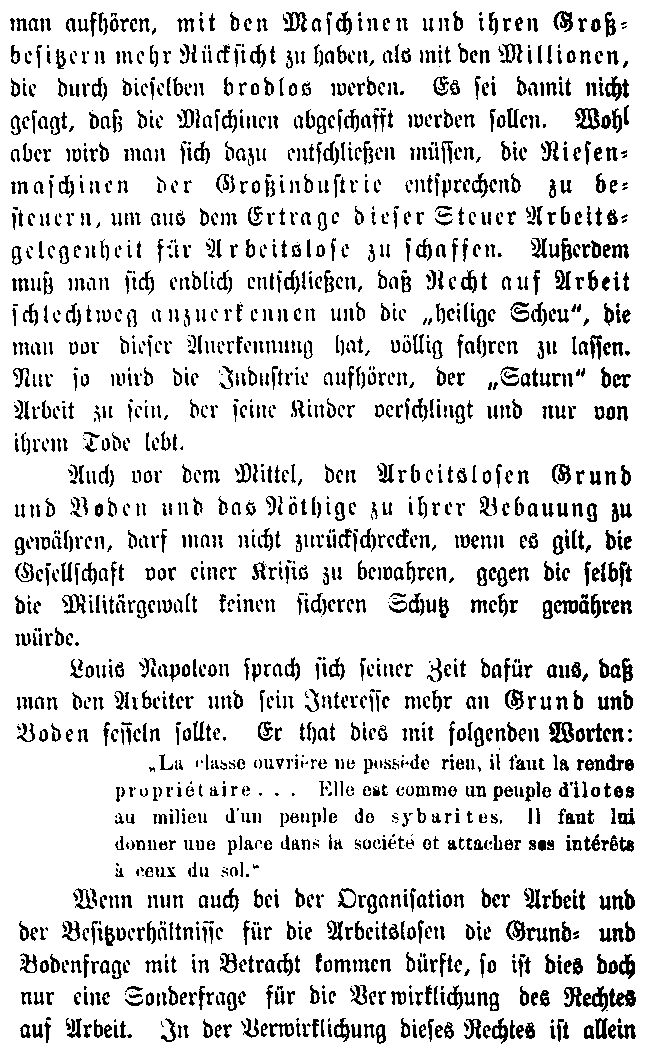 man aufhören, mit den Maschinen und ihren Groß-
besitzern mehr Rücksicht zu haben, als mit den Millionen,
die durch dieselben brodlos werden. Es sei damit nicht
gesagt, daß die Maschinen abgeschafft werden sollen. Wohl
aber wird man sich dazu entschließen müssen, die Riesen-
maschinen der Großindustrie entsprechend zu be-
steuern, um aus dem Ertrage dieser Steuer Arbeits-
gelegenheit für Arbeitslose zu schaffen. Außerdem
muß man sich endlich entschließen, daß Recht auf Arbeit
schlechtweg anzuerkennen und die „heilige Scheu“, die
man vor dieser Anerkennung hat, völlig fahren zu lassen.
Nur so wird die Industrie aufhören, der „Saturn“ der
Arbeit zu sein, der seine Kinder verschlingt und nur von
ihrem Tode lebt.
Auch vor dem Mittel, den Arbeitslosen Grund
und Boden und das Nöthige zu ihrer Bebauung zu
gewähren, darf man nicht zurückschrecken, wenn es gilt, die
Gesellschaft vor einer Krisis zu bewahren, gegen die selbst
die Militärgewalt keinen sicheren Schutz mehr gewähren
würde.
Louis Napoleon sprach sich seiner Zeit dafür aus, daß
man den Arbeiter und sein Interesse mehr an Grund und
Boden fesseln sollte. Er that dies mit folgenden Worten:
„La classe ouvrière ne possède rien, il faut la rendre
propriétaire . . . Elle est comme un peuple d'ilotes
au milieu d'un peuple de sybarites. Il faut lui
donner une place dans la société et attacher ses intérêts
à ceux du sol.“
Wenn nun auch bei der Organisation der Arbeit und
der Besitzverhältnisse für die Arbeitslosen die Grund- und
Bodenfrage mit in Betracht kommen dürfte, so ist dies doch
nur eine Sonderfrage für die Verwirklichung des Rechtes
auf Arbeit. In der Verwirklichung dieses Rechtes ist allein